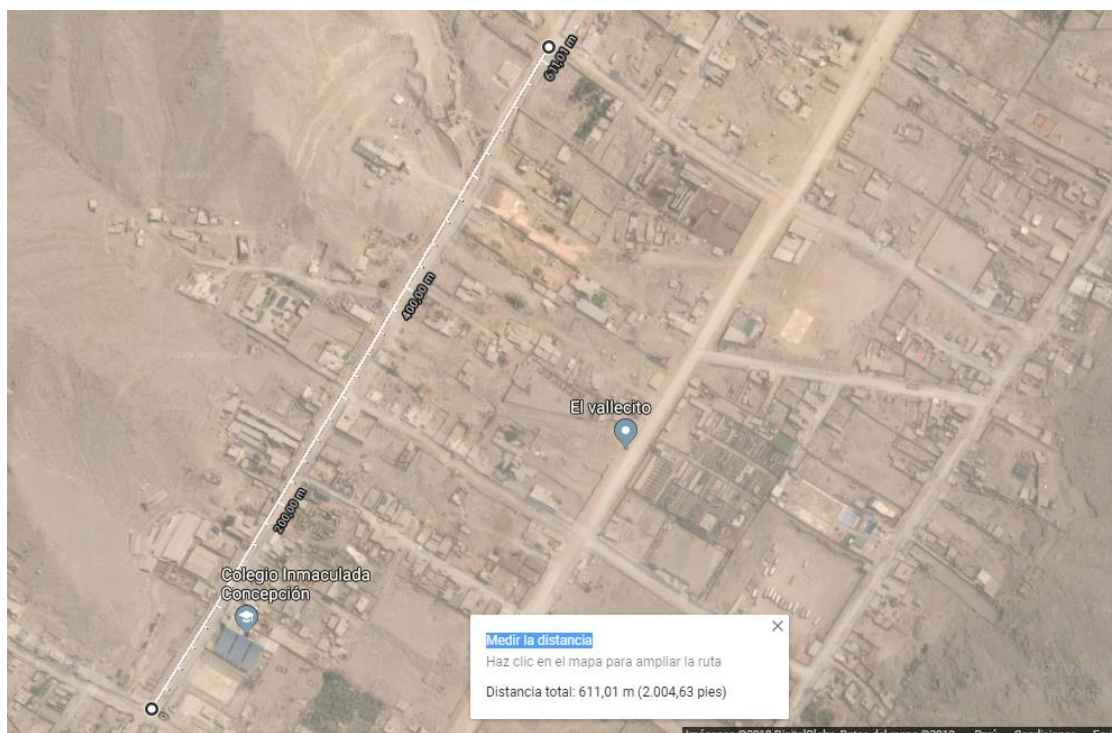 611,01 m
400,00 m
El vallecito
200,00 m
Colegio Inmaculada
Concepción
Medir la distancia
Haz clic en el mapa para ampliar la ruta
Distancia total: 611,01 m (2.004,63 pies)
0